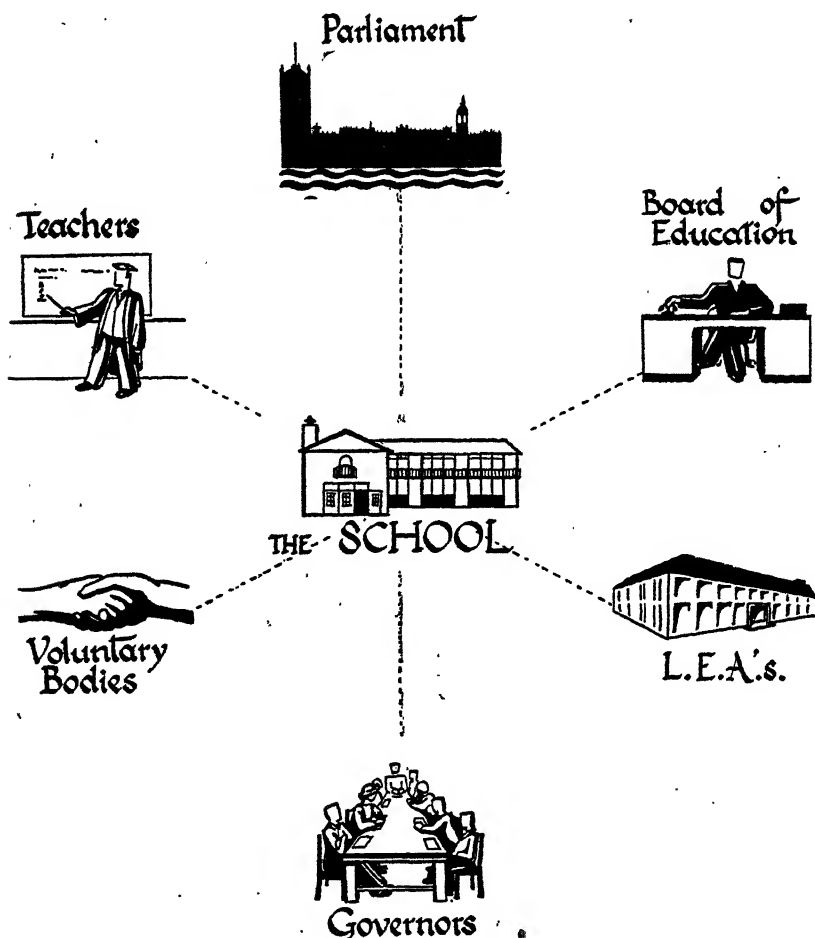 Parliament
Teachers
Board of
Education
THE SCHOOL
Voluntary
Bodies
L.E.A's.
Governors